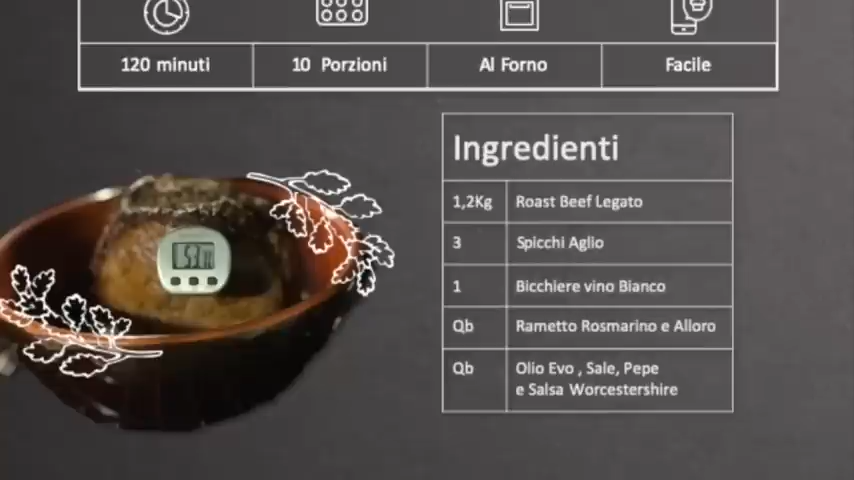 120 minuti
10 Porzioni
Al Forno
Facile
Ingredienti
1,2Kg Roast Beef Legato
3 Spicchi Aglio
1 Bicchiere vino Bianco
Qb Rametto Rosmarino e Alloro
Qb Olio Evo , Sale, Pepe
e Salsa Worcestershire